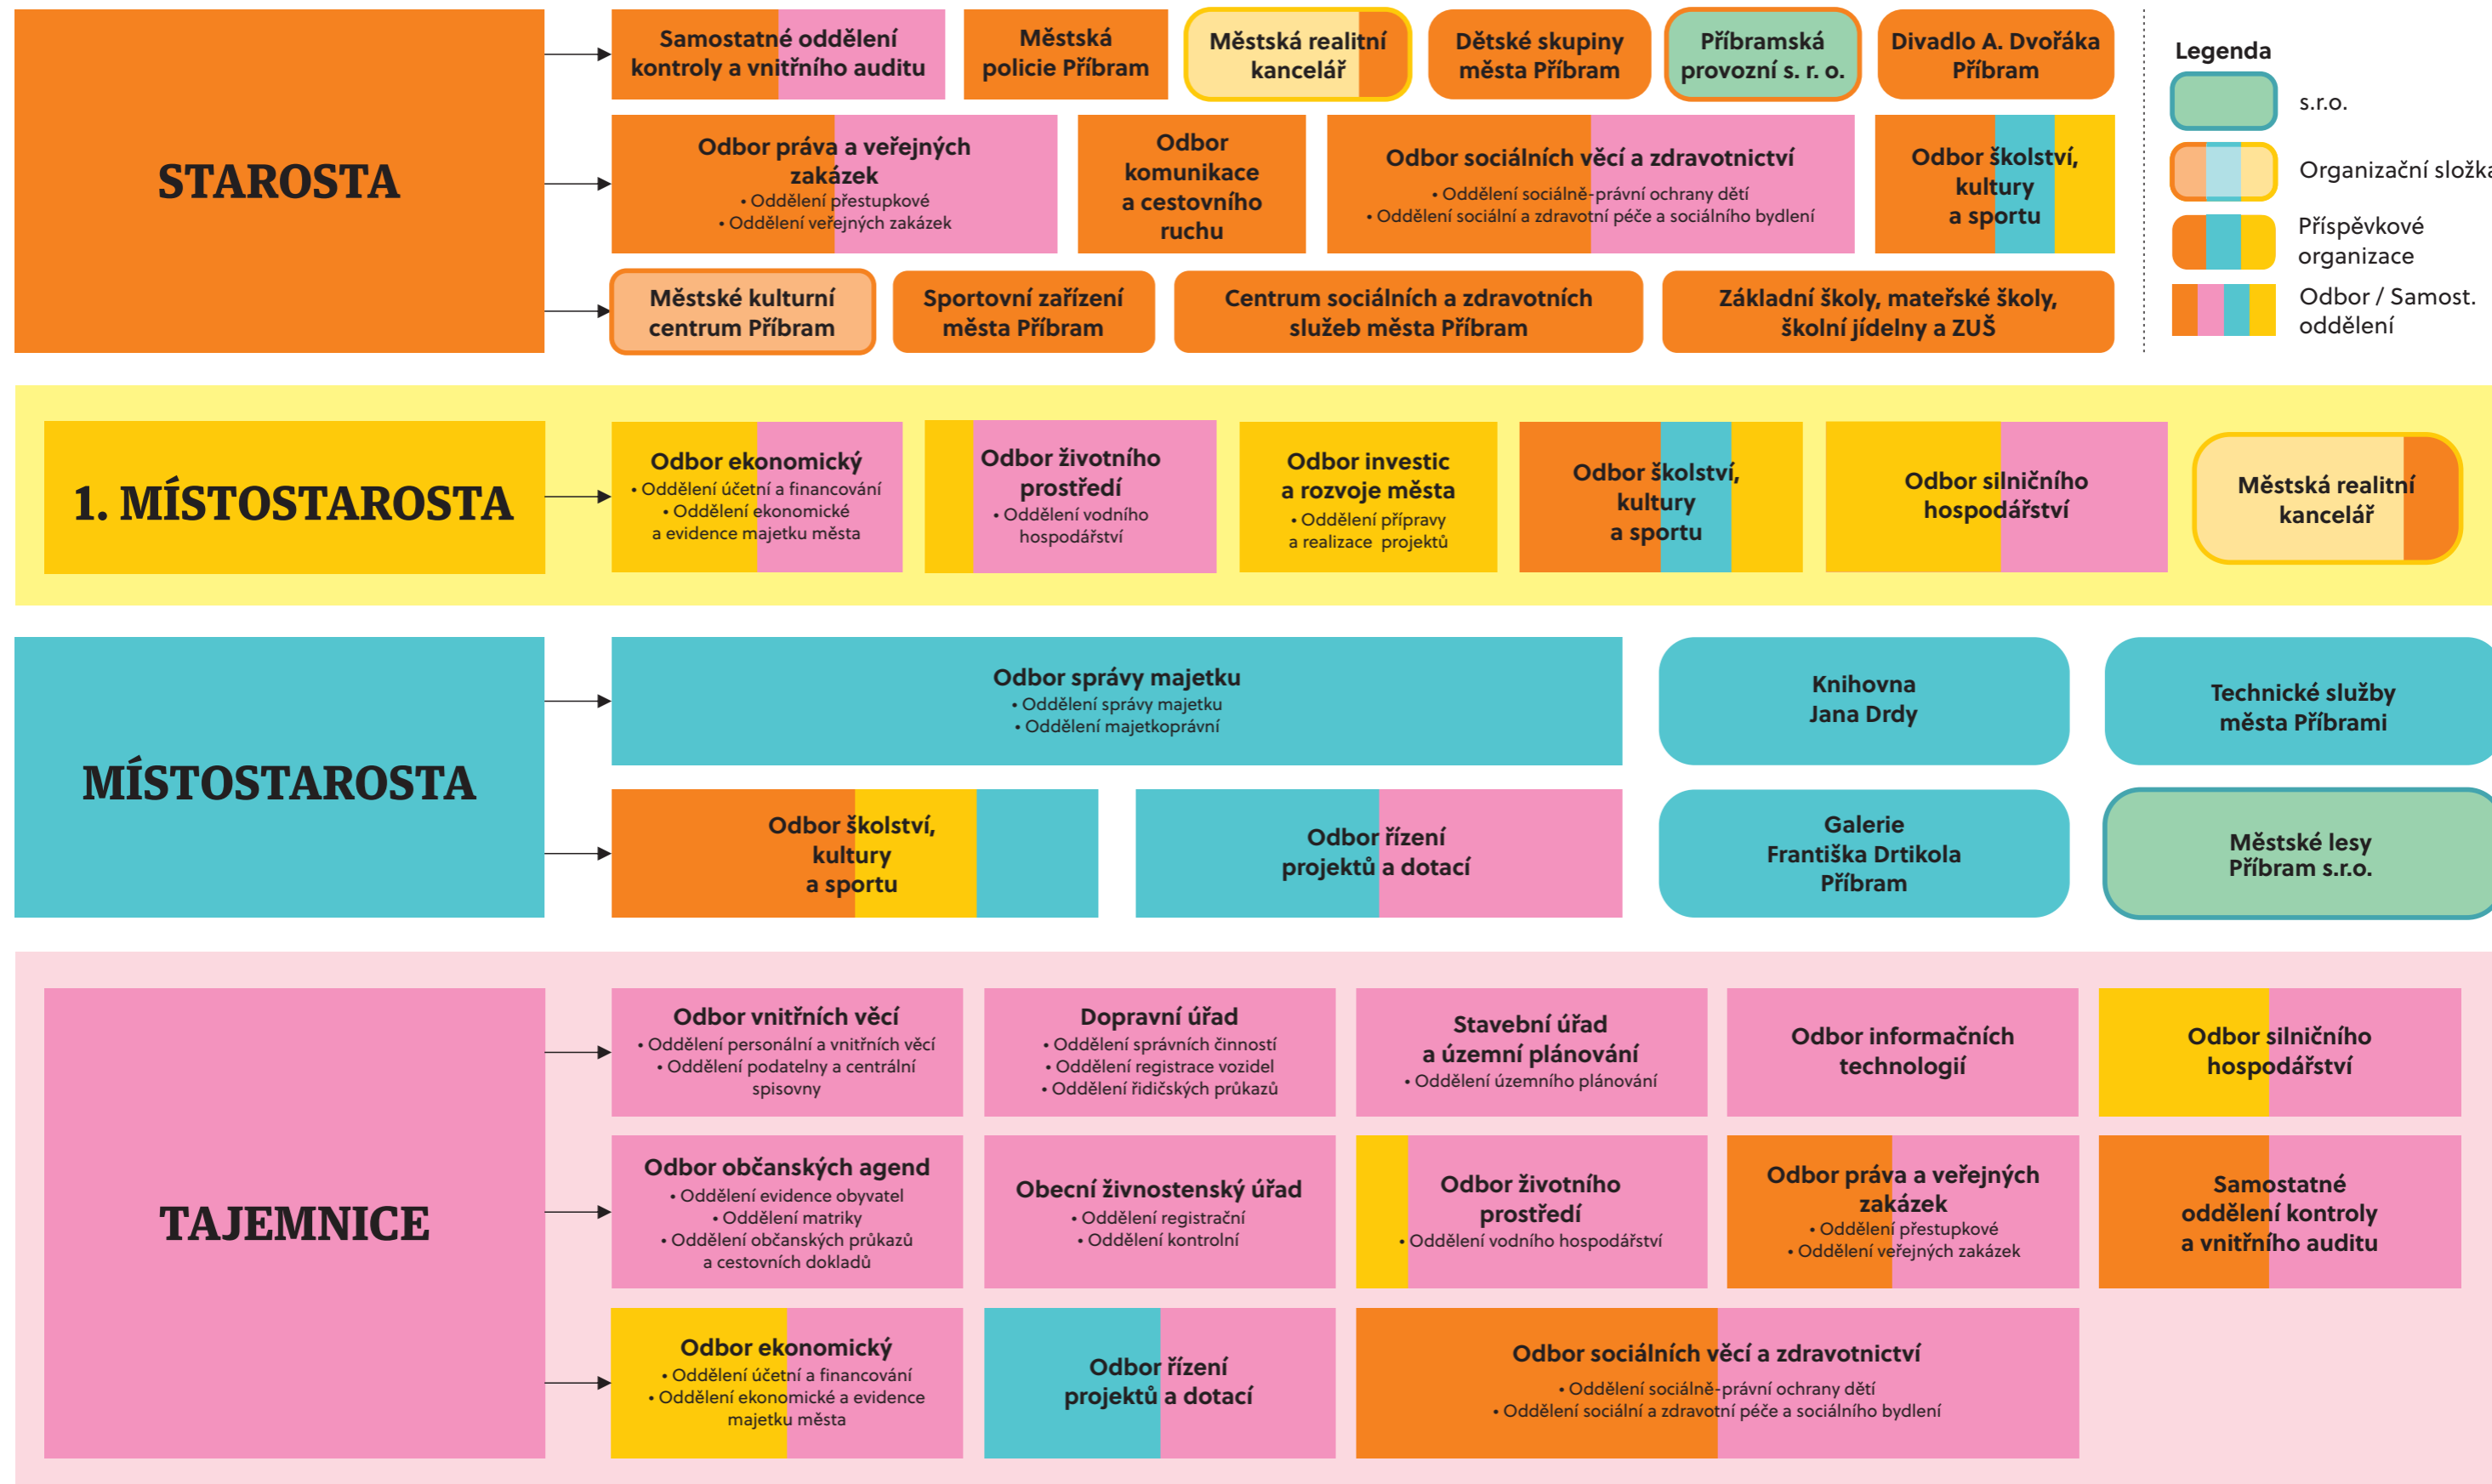 STAROSTA
Samostatné oddělení
kontroly a vnitřního auditu
Městská
policie Příbram
Městská realitní
kancelář
Dětské skupiny
města Příbram
Příbramská
provozní s. r. o.
Divadlo A. Dvořáka
Příbram
Odbor práva a veřejných
zakázek
• Oddělení přestupkové
• Oddělení veřejných zakázek
Odbor
komunikace
a cestovního
ruchu
Odbor sociálních věcí a zdravotnictví
• Oddělení sociálně-právní ochrany dětí
• Oddělení sociální a zdravotní péče a sociálního bydlení
Odbor školství,
kultury
a sportu
Městské kulturní
centrum Příbram
Sportovní zařízení
města Příbram
Centrum sociálních a zdravotních
služeb města Příbram
Základní školy, mateřské školy,
školní jídelny a ZUŠ
Legenda
s.r.o.
Organizační složka
Příspěvkové
organizace
Odbor / Samost.
oddělení
1. MÍSTOSTAROSTA
Odbor ekonomický
• Oddělení účetní a financování
• Oddělení ekonomické
a evidence majetku města
Odbor životního
prostředí
• Oddělení vodního
hospodářství
Odbor investic
a rozvoje města
• Oddělení přípravy
a realizace projektů
Odbor školství,
kultury
a sportu
Odbor silničního
hospodářství
Městská realitní
kancelář
MÍSTOSTAROSTA
Odbor správy majetku
• Oddělení správy majetku
• Oddělení majetkoprávní
Knihovna
Jana Drdy
Technické služby
města Příbrami
Odbor školství,
kultury
a sportu
Odbor řízení
projektů a dotací
Galerie
Františka Drtikola
Příbram
Městské lesy
Příbram s.r.o.
TAJEMNICE
Odbor vnitřních věcí
• Oddělení personální a vnitřních věcí
• Oddělení podatelny a centrální
spisovny
Dopravní úřad
• Oddělení správních činností
• Oddělení registrace vozidel
• Oddělení řidičských průkazů
Stavební úřad
a územní plánování
• Oddělení územního plánování
Odbor informačních
technologií
Odbor silničního
hospodářství
Odbor občanských agend
• Oddělení evidence obyvatel
• Oddělení matriky
• Oddělení občanských průkazů
a cestovních dokladů
Obecní živnostenský úřad
• Oddělení registrační
• Oddělení kontrolní
Odbor životního
prostředí
• Oddělení vodního hospodářství
Odbor práva a veřejných
zakázek
• Oddělení přestupkové
• Oddělení veřejných zakázek
Samostatné
oddělení kontroly
a vnitřního auditu
Odbor ekonomický
• Oddělení účetní a financování
• Oddělení ekonomické a evidence
majetku města
Odbor řízení
projektů a dotací
Odbor sociálních věcí a zdravotnictví
• Oddělení sociálně-právní ochrany dětí
• Oddělení sociální a zdravotní péče a sociálního bydlení